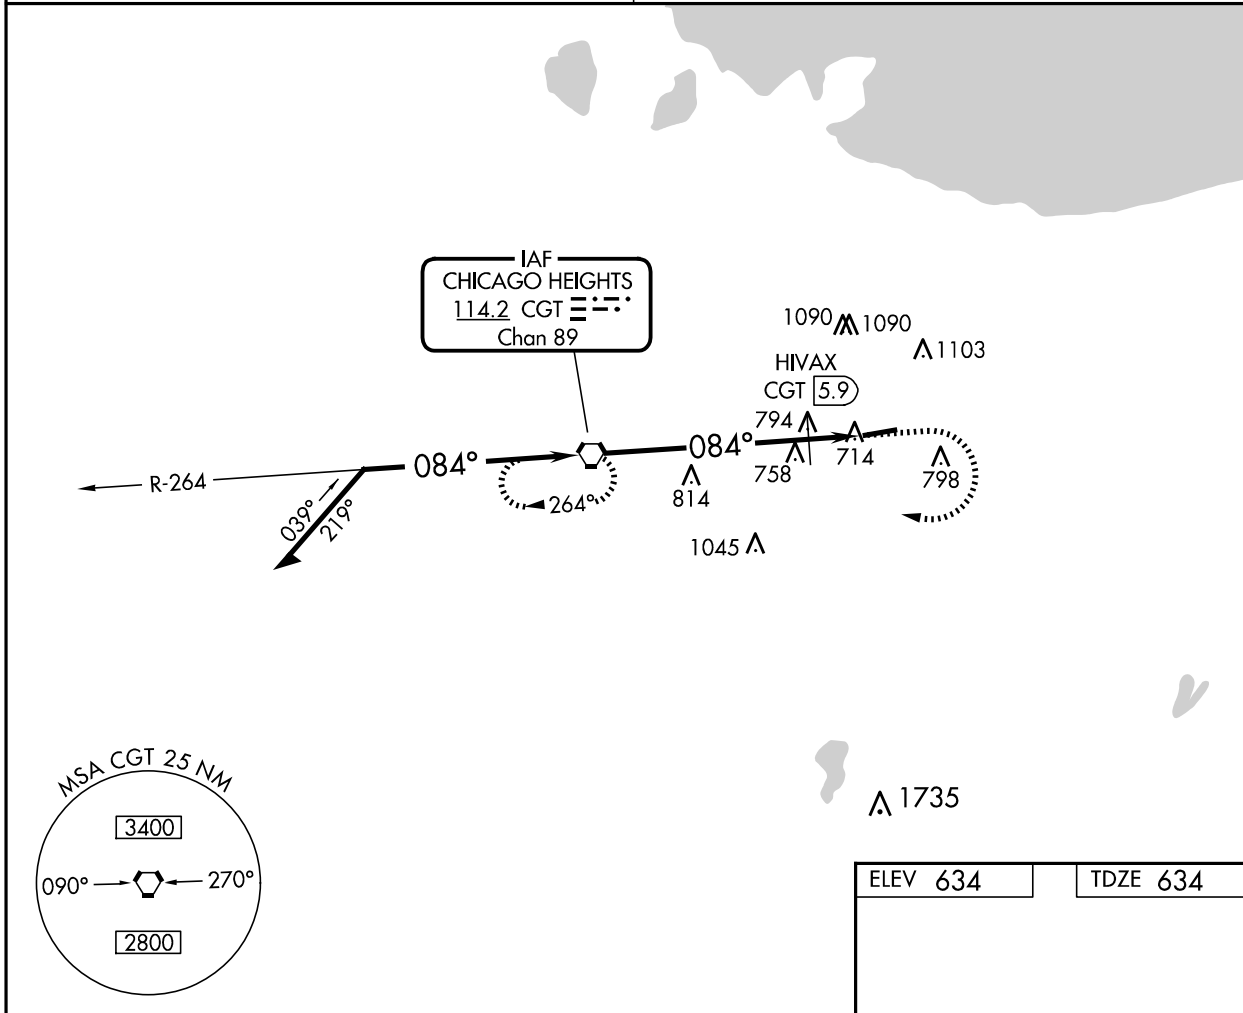 IAF
CHICAGO HEIGHTS
114.2 CGT
Chan 89
1090
1090
1103
HIVAX
CGT 5.9
794
084°
084°
758
714
798
R-264
264°
814
039°
219°
1045
MSA CGT 25 NM
3400
090°
270°
2800
1735
ELEV 634
TDZE 634